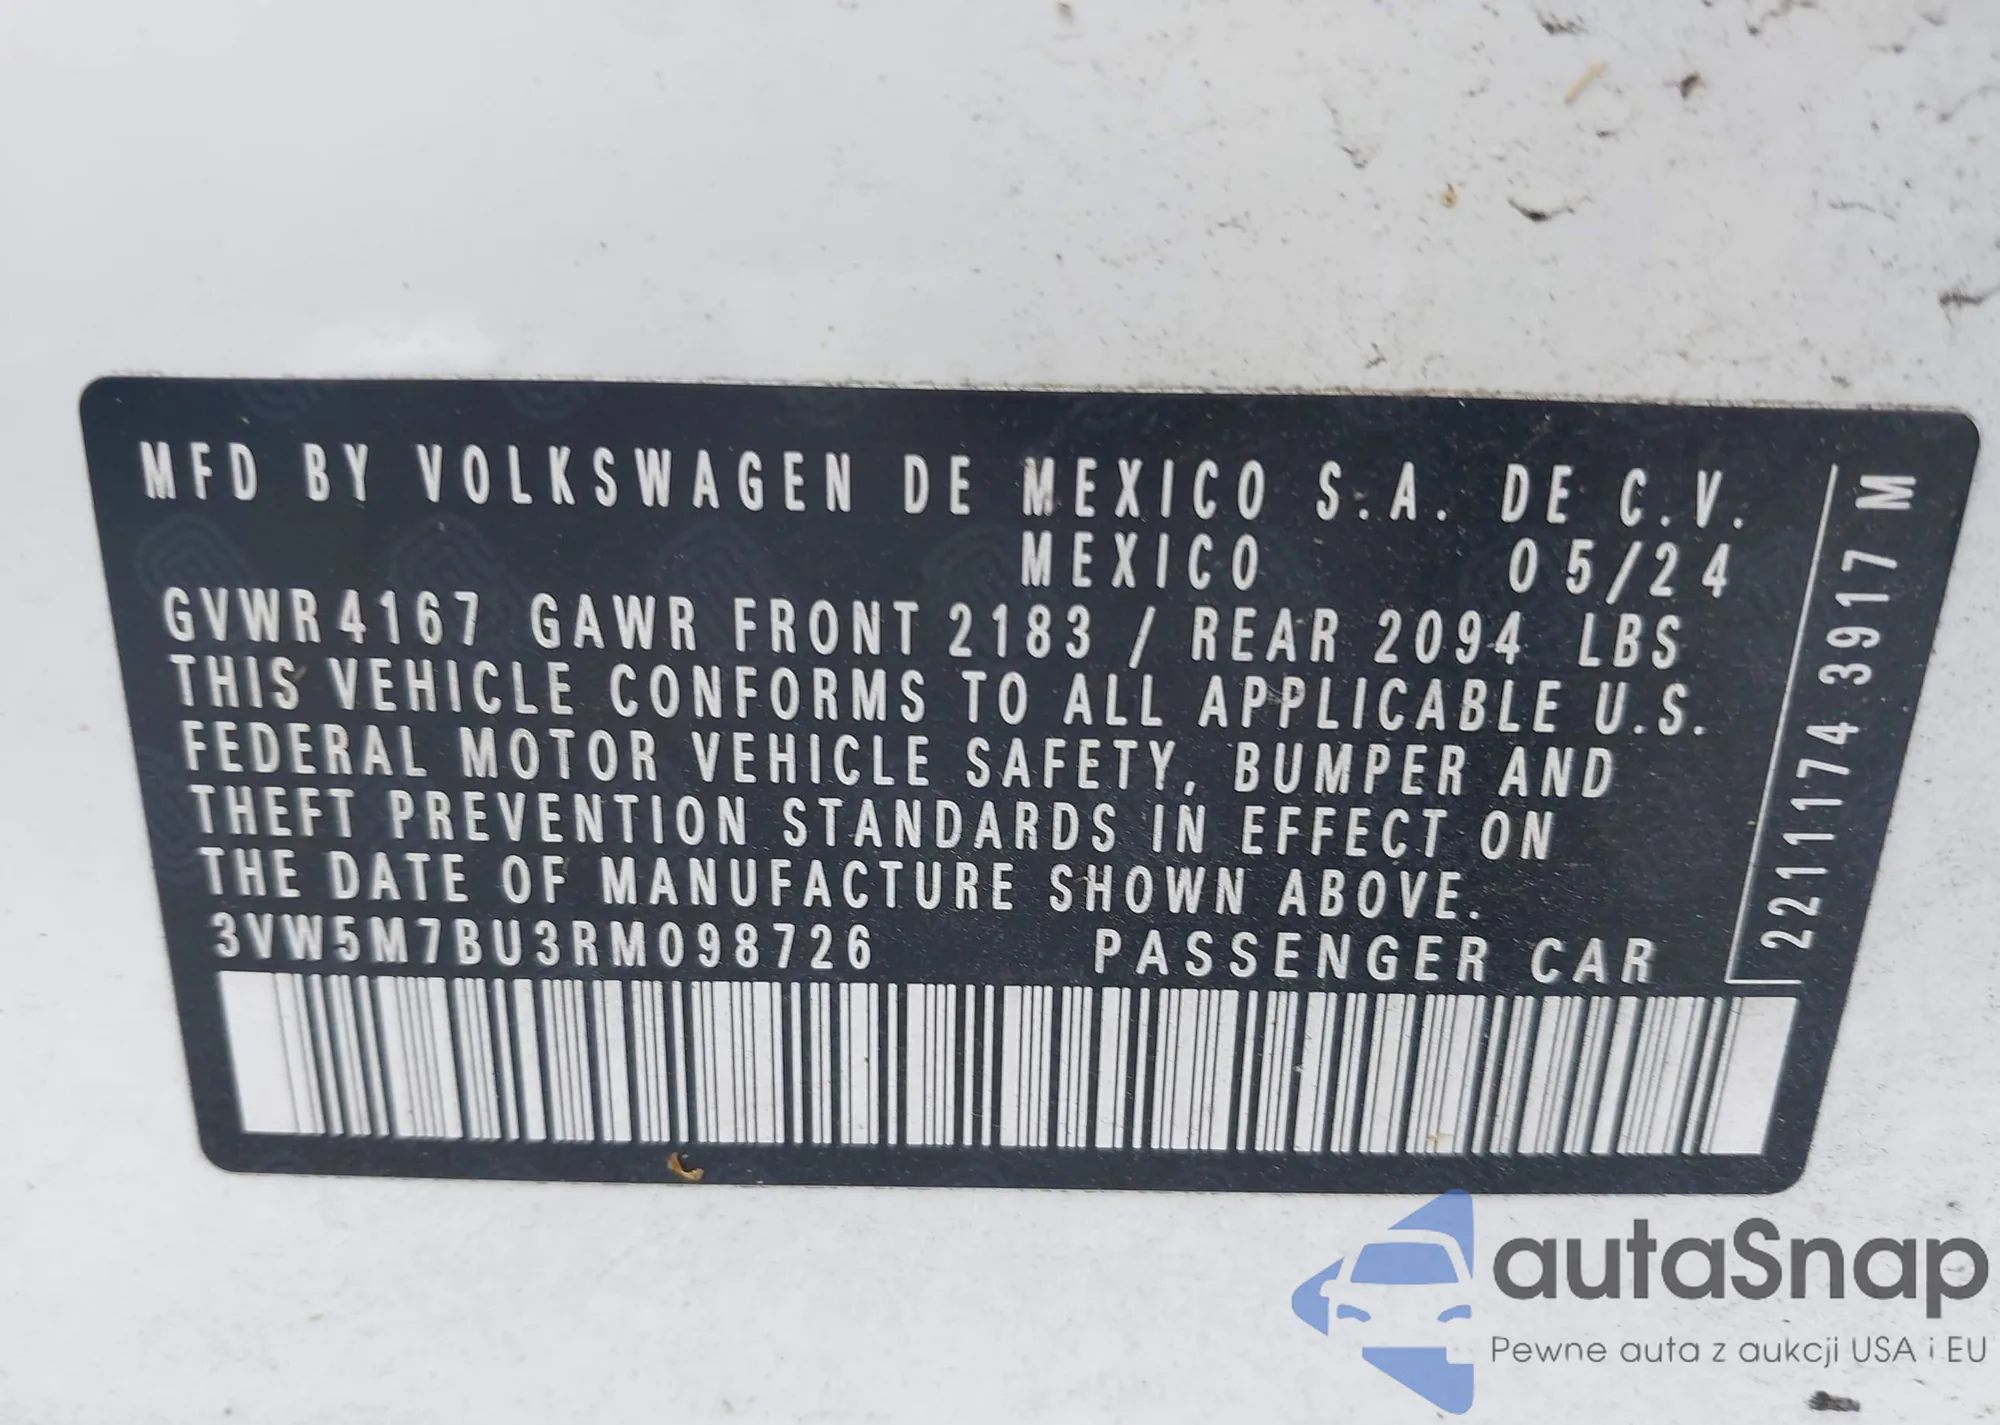 MFD BY VOLKSWAGEN DE MEXICO S.A. DE C.V.
MEXICO 05/24
GVWR 4167 GAWR FRONT 2183 / REAR 2094 LBS
THIS VEHICLE CONFORMS TO ALL APPLICABLE U.S.
FEDERAL MOTOR VEHICLE SAFETY, BUMPER AND
THEFT PREVENTION STANDARDS IN EFFECT ON
THE DATE OF MANUFACTURE SHOWN ABOVE.
3VW5M7BU3RM098726 PASSENGER CAR
2211174 3917 M
autaSnap
Pewne auta z aukcji USA i EU